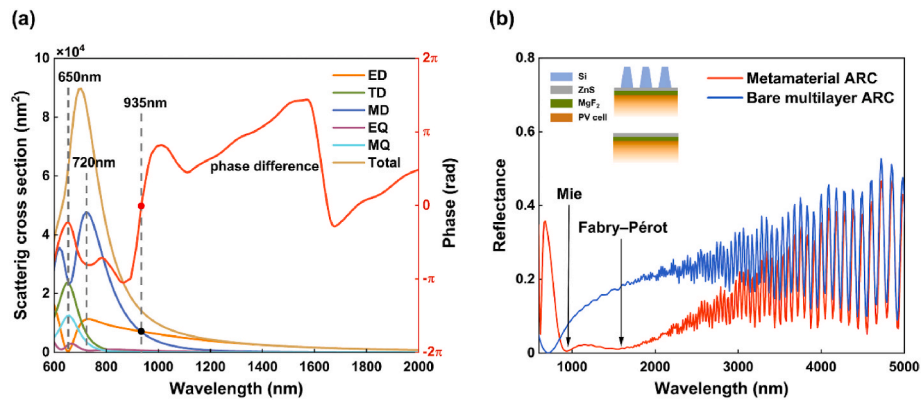 (a)
×10⁴
10
8
6
4
2
0
Scatterig cross section (nm²)
600
800
1000
1200
1400
1600
1800
2000
Wavelength (nm)
2π
π
0
-π
-2π
Phase (rad)
650nm
720nm
935nm
phase difference
ED
TD
MD
EQ
MQ
Total
(b)
0.8
0.6
0.4
0.2
0
Reflectance
1000
2000
3000
4000
5000
Wavelength (nm)
Si
ZnS
MgF₂
PV cell
Metamaterial ARC
Bare multilayer ARC
Mie
Fabry–Pérot